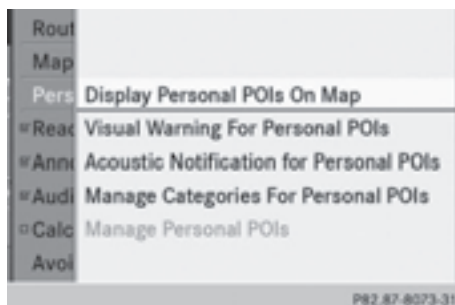 Rout
Map
Pers Display Personal POIs On Map
Read Visual Warning For Personal POIs
Anno Acoustic Notification for Personal POIs
Audi Manage Categories For Personal POIs
Calc Manage Personal POIs
Avoi
P82.87-8073-31